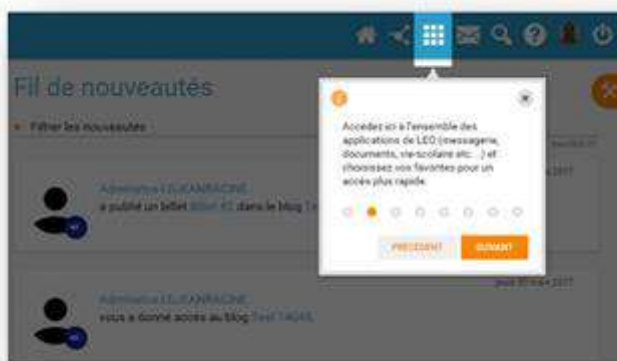 Fil de nouveautés
Filtrer les nouveautés
Accédez ici à l'ensemble des
applications de LEO (messagerie,
documents, vie-scolaire etc...) et
choisissez vos favorites pour un
accès plus rapide.
PRÉCÉDENT
SUIVANT
a publié un billet dans le blog
2017
vous a donné accès au blog
2017